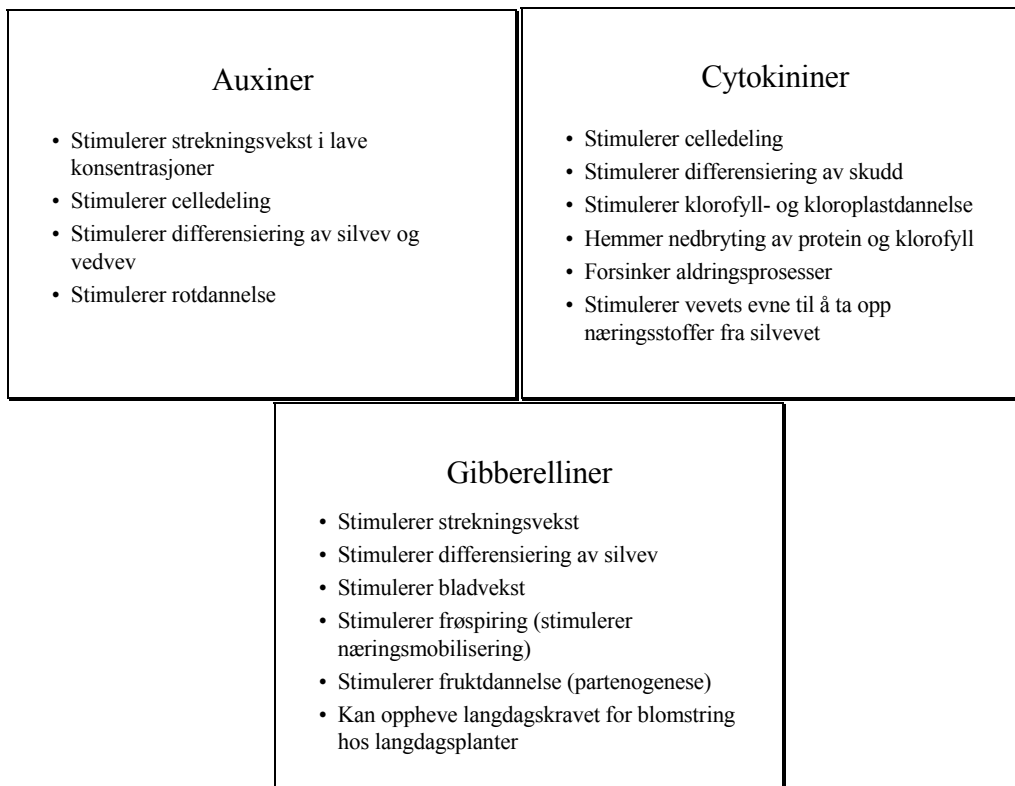 Auxiner
• Stimulerer strekningsvekst i lave
konsentrasjoner
• Stimulerer celledeling
• Stimulerer differensiering av silvev og
vedvev
• Stimulerer rotdannelse
Cytokininer
• Stimulerer celledeling
• Stimulerer differensiering av skudd
• Stimulerer klorofyll- og kloroplastdannelse
• Hemmer nedbryting av protein og klorofyll
• Forsinker aldringsprosesser
• Stimulerer vevets evne til å ta opp
næringsstoffer fra silvevet
Gibberelliner
• Stimulerer strekningsvekst
• Stimulerer differensiering av silvev
• Stimulerer bladvekst
• Stimulerer frøspiring (stimulerer
næringsmobilisering)
• Stimulerer fruktdannelse (partenogenese)
• Kan oppheve langdagskravet for blomstring
hos langdagsplanter